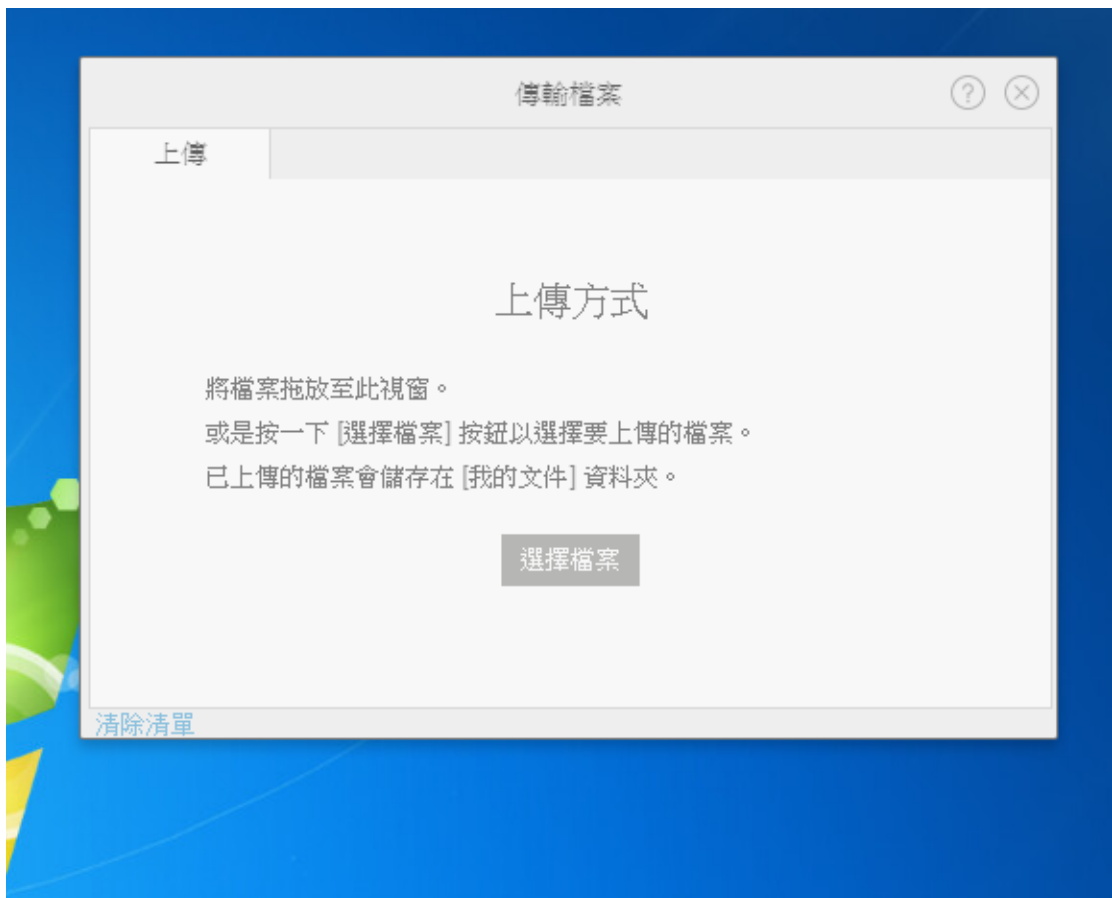 傳輸檔案
上傳
上傳方式
將檔案拖放至此視窗。
或是按一下 [選擇檔案] 按鈕以選擇要上傳的檔案。
已上傳的檔案會儲存在 [我的文件] 資料夾。
選擇檔案
清除清單